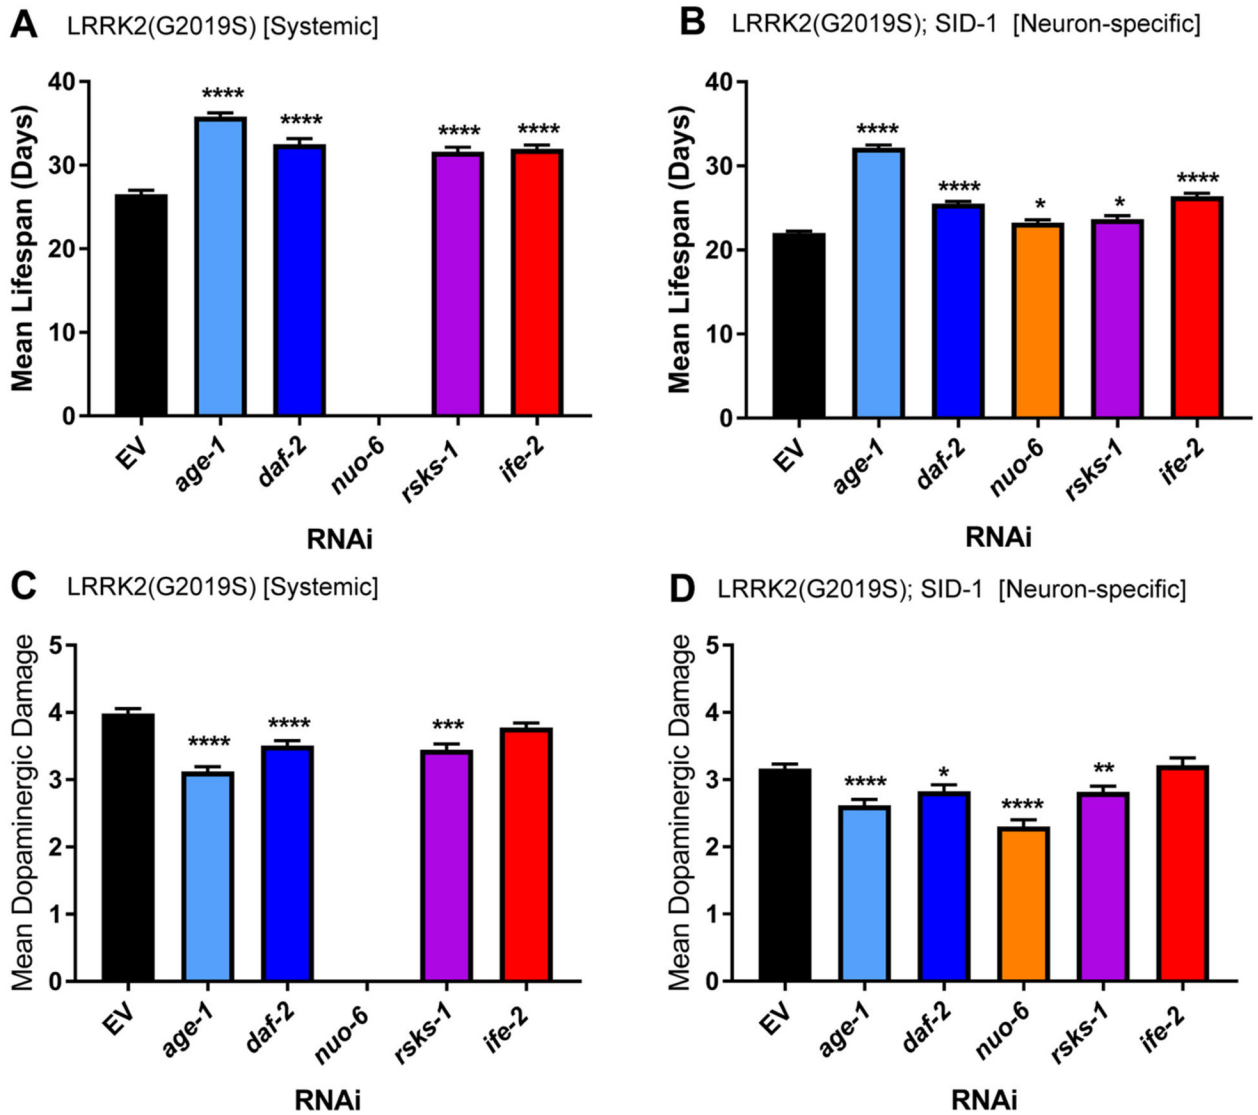 A LRRK2(G2019S) [Systemic]
Mean Lifespan (Days)
40
30
20
10
0
****
****
****
****
EV
age-1
daf-2
nuo-6
rsks-1
ife-2
RNAi
B LRRK2(G2019S); SID-1 [Neuron-specific]
Mean Lifespan (Days)
40
30
20
10
0
****
****
*
*
****
EV
age-1
daf-2
nuo-6
rsks-1
ife-2
RNAi
C LRRK2(G2019S) [Systemic]
Mean Dopaminergic Damage
5
4
3
2
1
0
****
****
***
EV
age-1
daf-2
nuo-6
rsks-1
ife-2
RNAi
D LRRK2(G2019S); SID-1 [Neuron-specific]
Mean Dopaminergic Damage
5
4
3
2
1
0
****
*
****
**
EV
age-1
daf-2
nuo-6
rsks-1
ife-2
RNAi